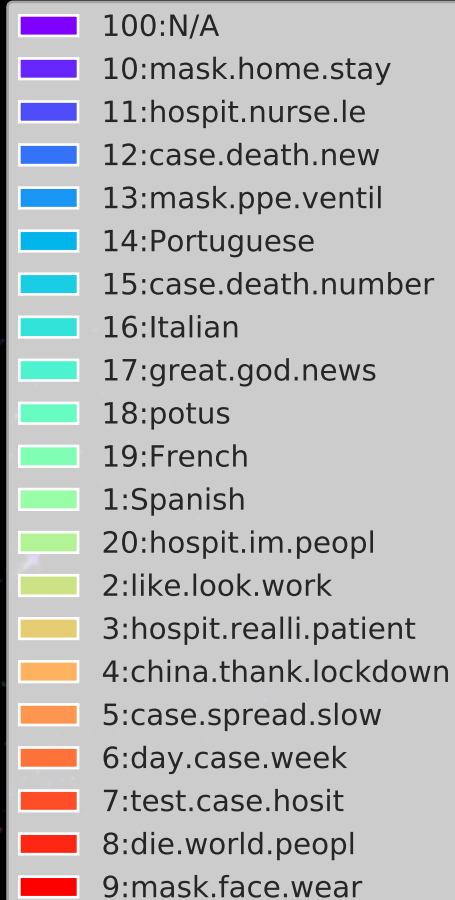 100:N/A
10:mask.home.stay
11:hospit.nurse.le
12:case.death.new
13:mask.ppe.ventil
14:Portuguese
15:case.death.number
16:Italian
17:great.god.news
18:potus
19:French
1:Spanish
20:hospit.im.peopl
2:like.look.work
3:hospit.realli.patient
4:china.thank.lockdown
5:case.spread.slow
6:day.case.week
7:test.case.hosit
8:die.world.peopl
9:mask.face.wear